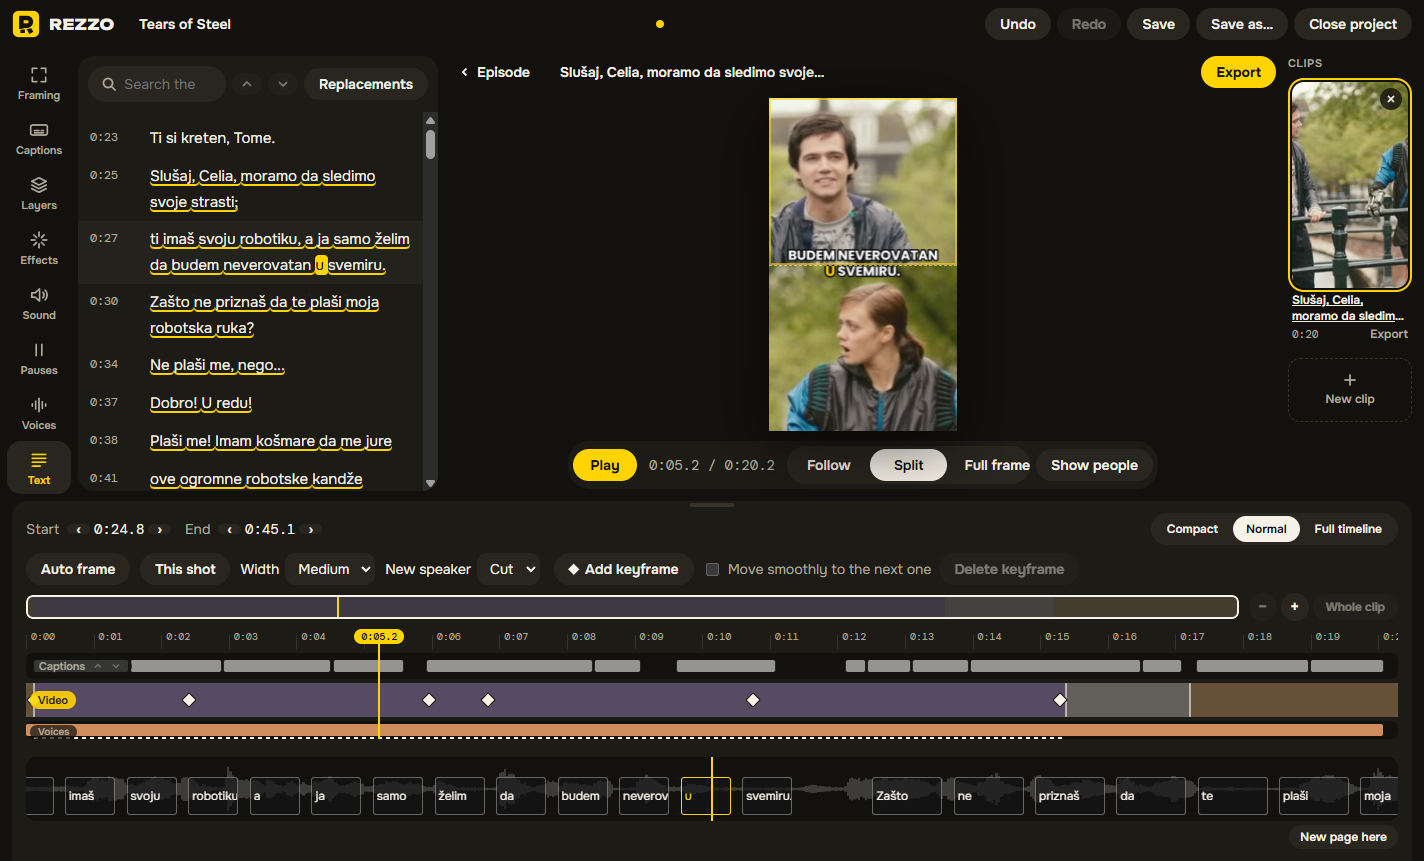 REZZO
Tears of Steel
Undo
Redo
Save
Save as...
Close project
Framing
Captions
Layers
Effects
Sound
Pauses
Voices
Text
Search the
Replacements
0:23 Ti si kreten, Tome.
0:25 Slušaj, Celia, moramo da sledimo
svoje strasti;
0:27 ti imaš svoju robotiku, a ja samo želim
da budem neverovatan u svemiru.
0:30 Zašto ne priznaš da te plaši moja
robotska ruka?
0:34 Ne plaši me, nego...
0:37 Dobro! U redu!
0:38 Plaši me! Imam košmare da me jure
0:41 ove ogromne robotske kandže
Episode
Slušaj, Celia, moramo da sledimo svoje...
Export
BUDEM NEVEROVATAN
U SVEMIRU.
Play
0:05.2 / 0:20.2
Follow
Split
Full frame
Show people
CLIPS
Slušaj, Celia,
moramo da sledim...
0:20
Export
New clip
Start 0:24.8 End 0:45.1
Compact
Normal
Full timeline
Auto frame
This shot
Width
Medium
New speaker
Cut
Add keyframe
Move smoothly to the next one
Delete keyframe
Whole clip
0:00 0:01 0:02 0:03 0:04 0:05.2 0:06 0:07 0:08 0:09 0:10 0:11 0:12 0:13 0:14 0:15 0:16 0:17 0:18 0:19
Captions
Video
Voices
imaš svoju robotiku a ja samo želim da budem neverov u svemiru. Zašto ne priznaš da te plaši moja
New page here